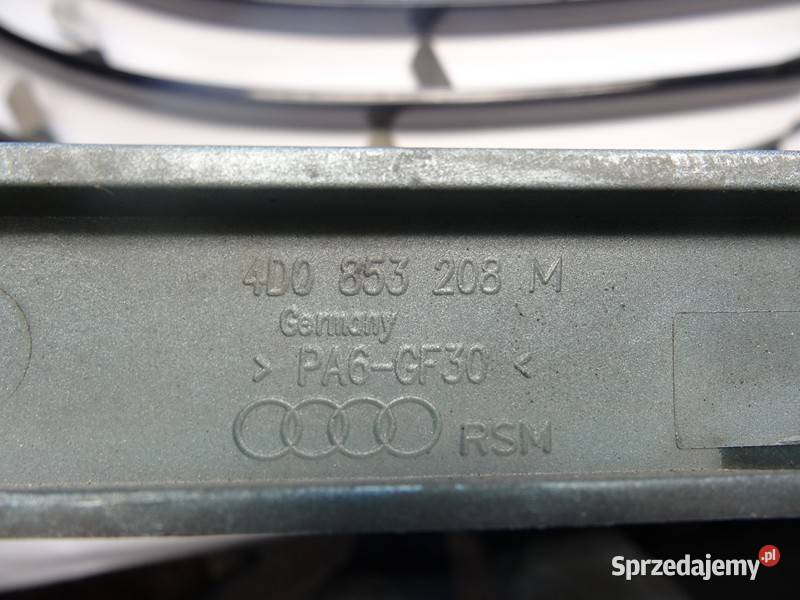 4D0 853 208 M
Germany
> PA6-GF30 <
RSM
Sprzedajemy.pl